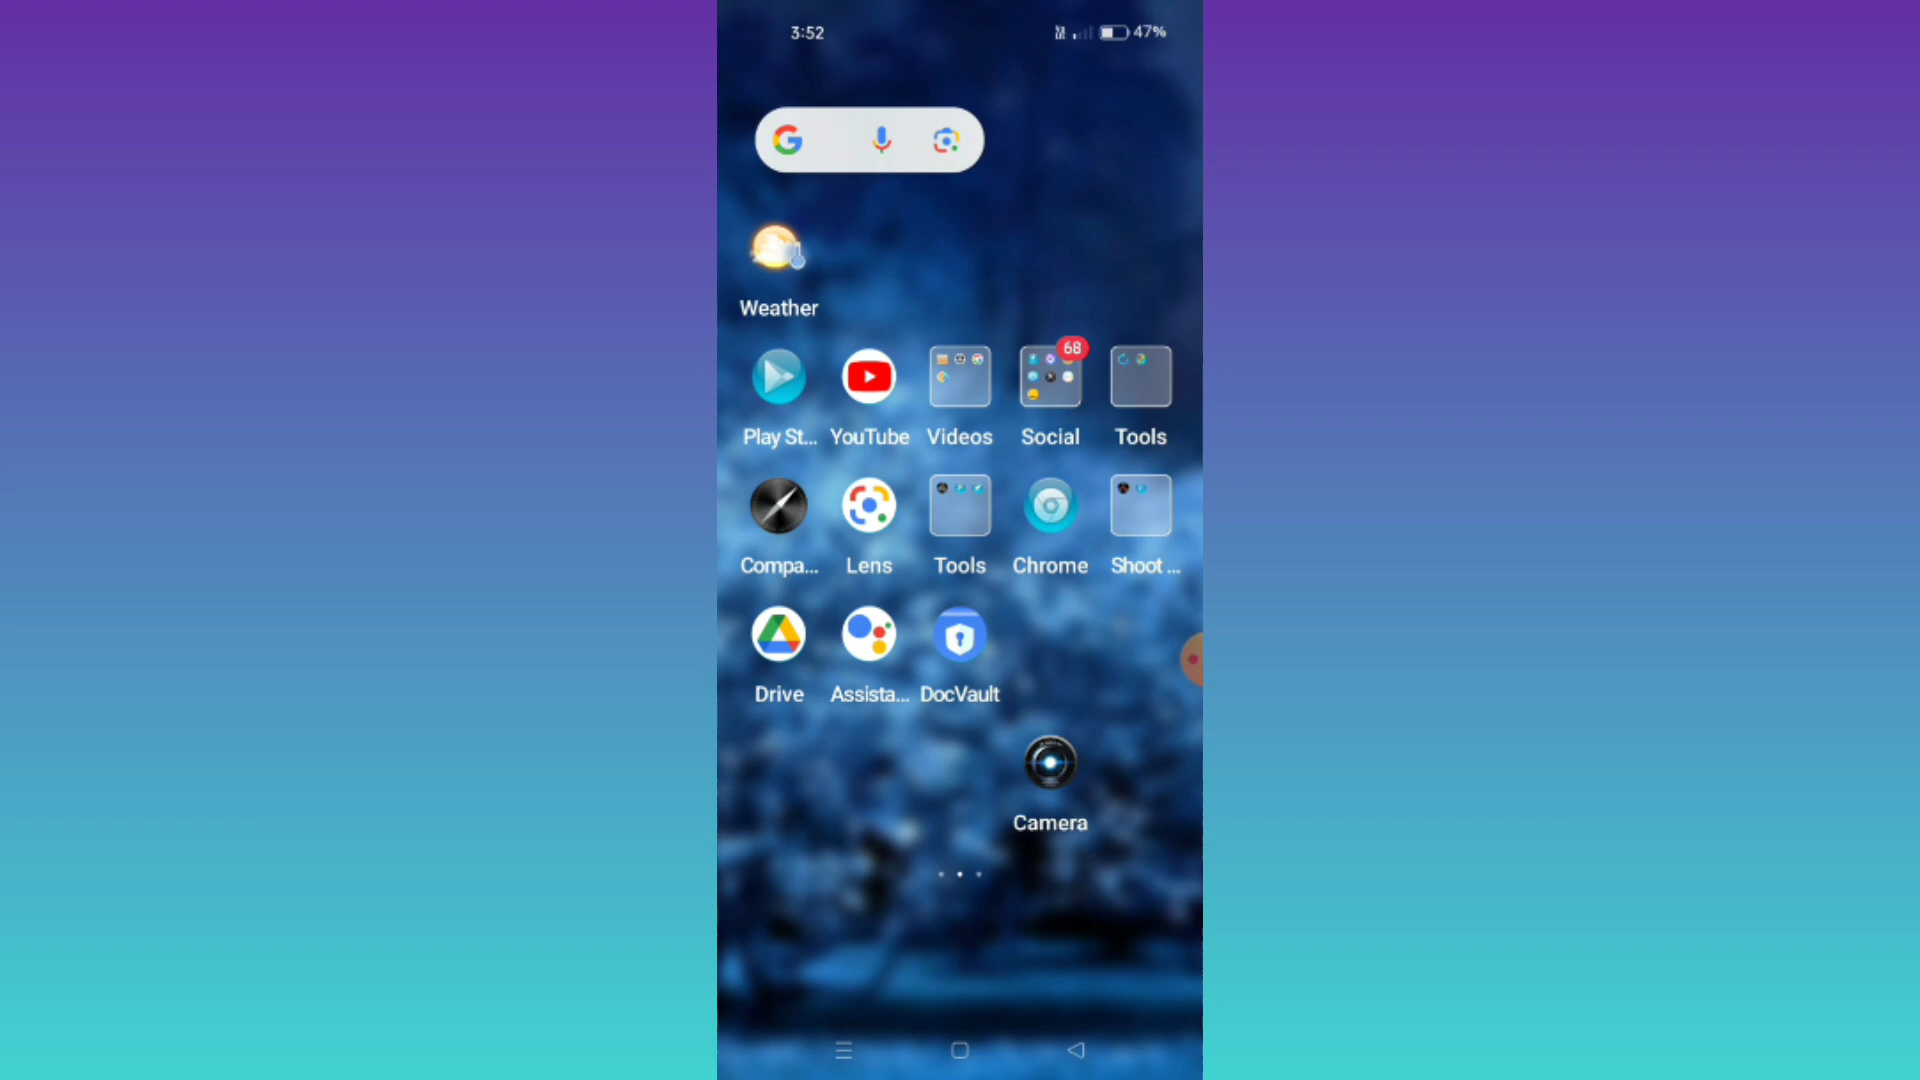 3:52 47%
Weather
68
Play St... YouTube Videos Social Tools
Compa... Lens Tools Chrome Shoot ...
Drive Assista... DocVault
Camera